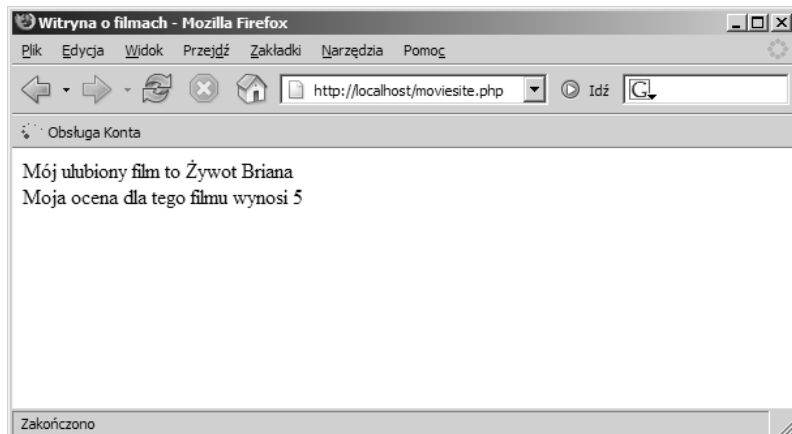 Witryna o filmach - Mozilla Firefox
Plik Edycja Widok Przejdź Zakładki Narzędzia Pomoc
http://localhost/moviesite.php Idź G
Obsługa Konta
Mój ulubiony film to Żywot Briana
Moja ocena dla tego filmu wynosi 5
Zakończono